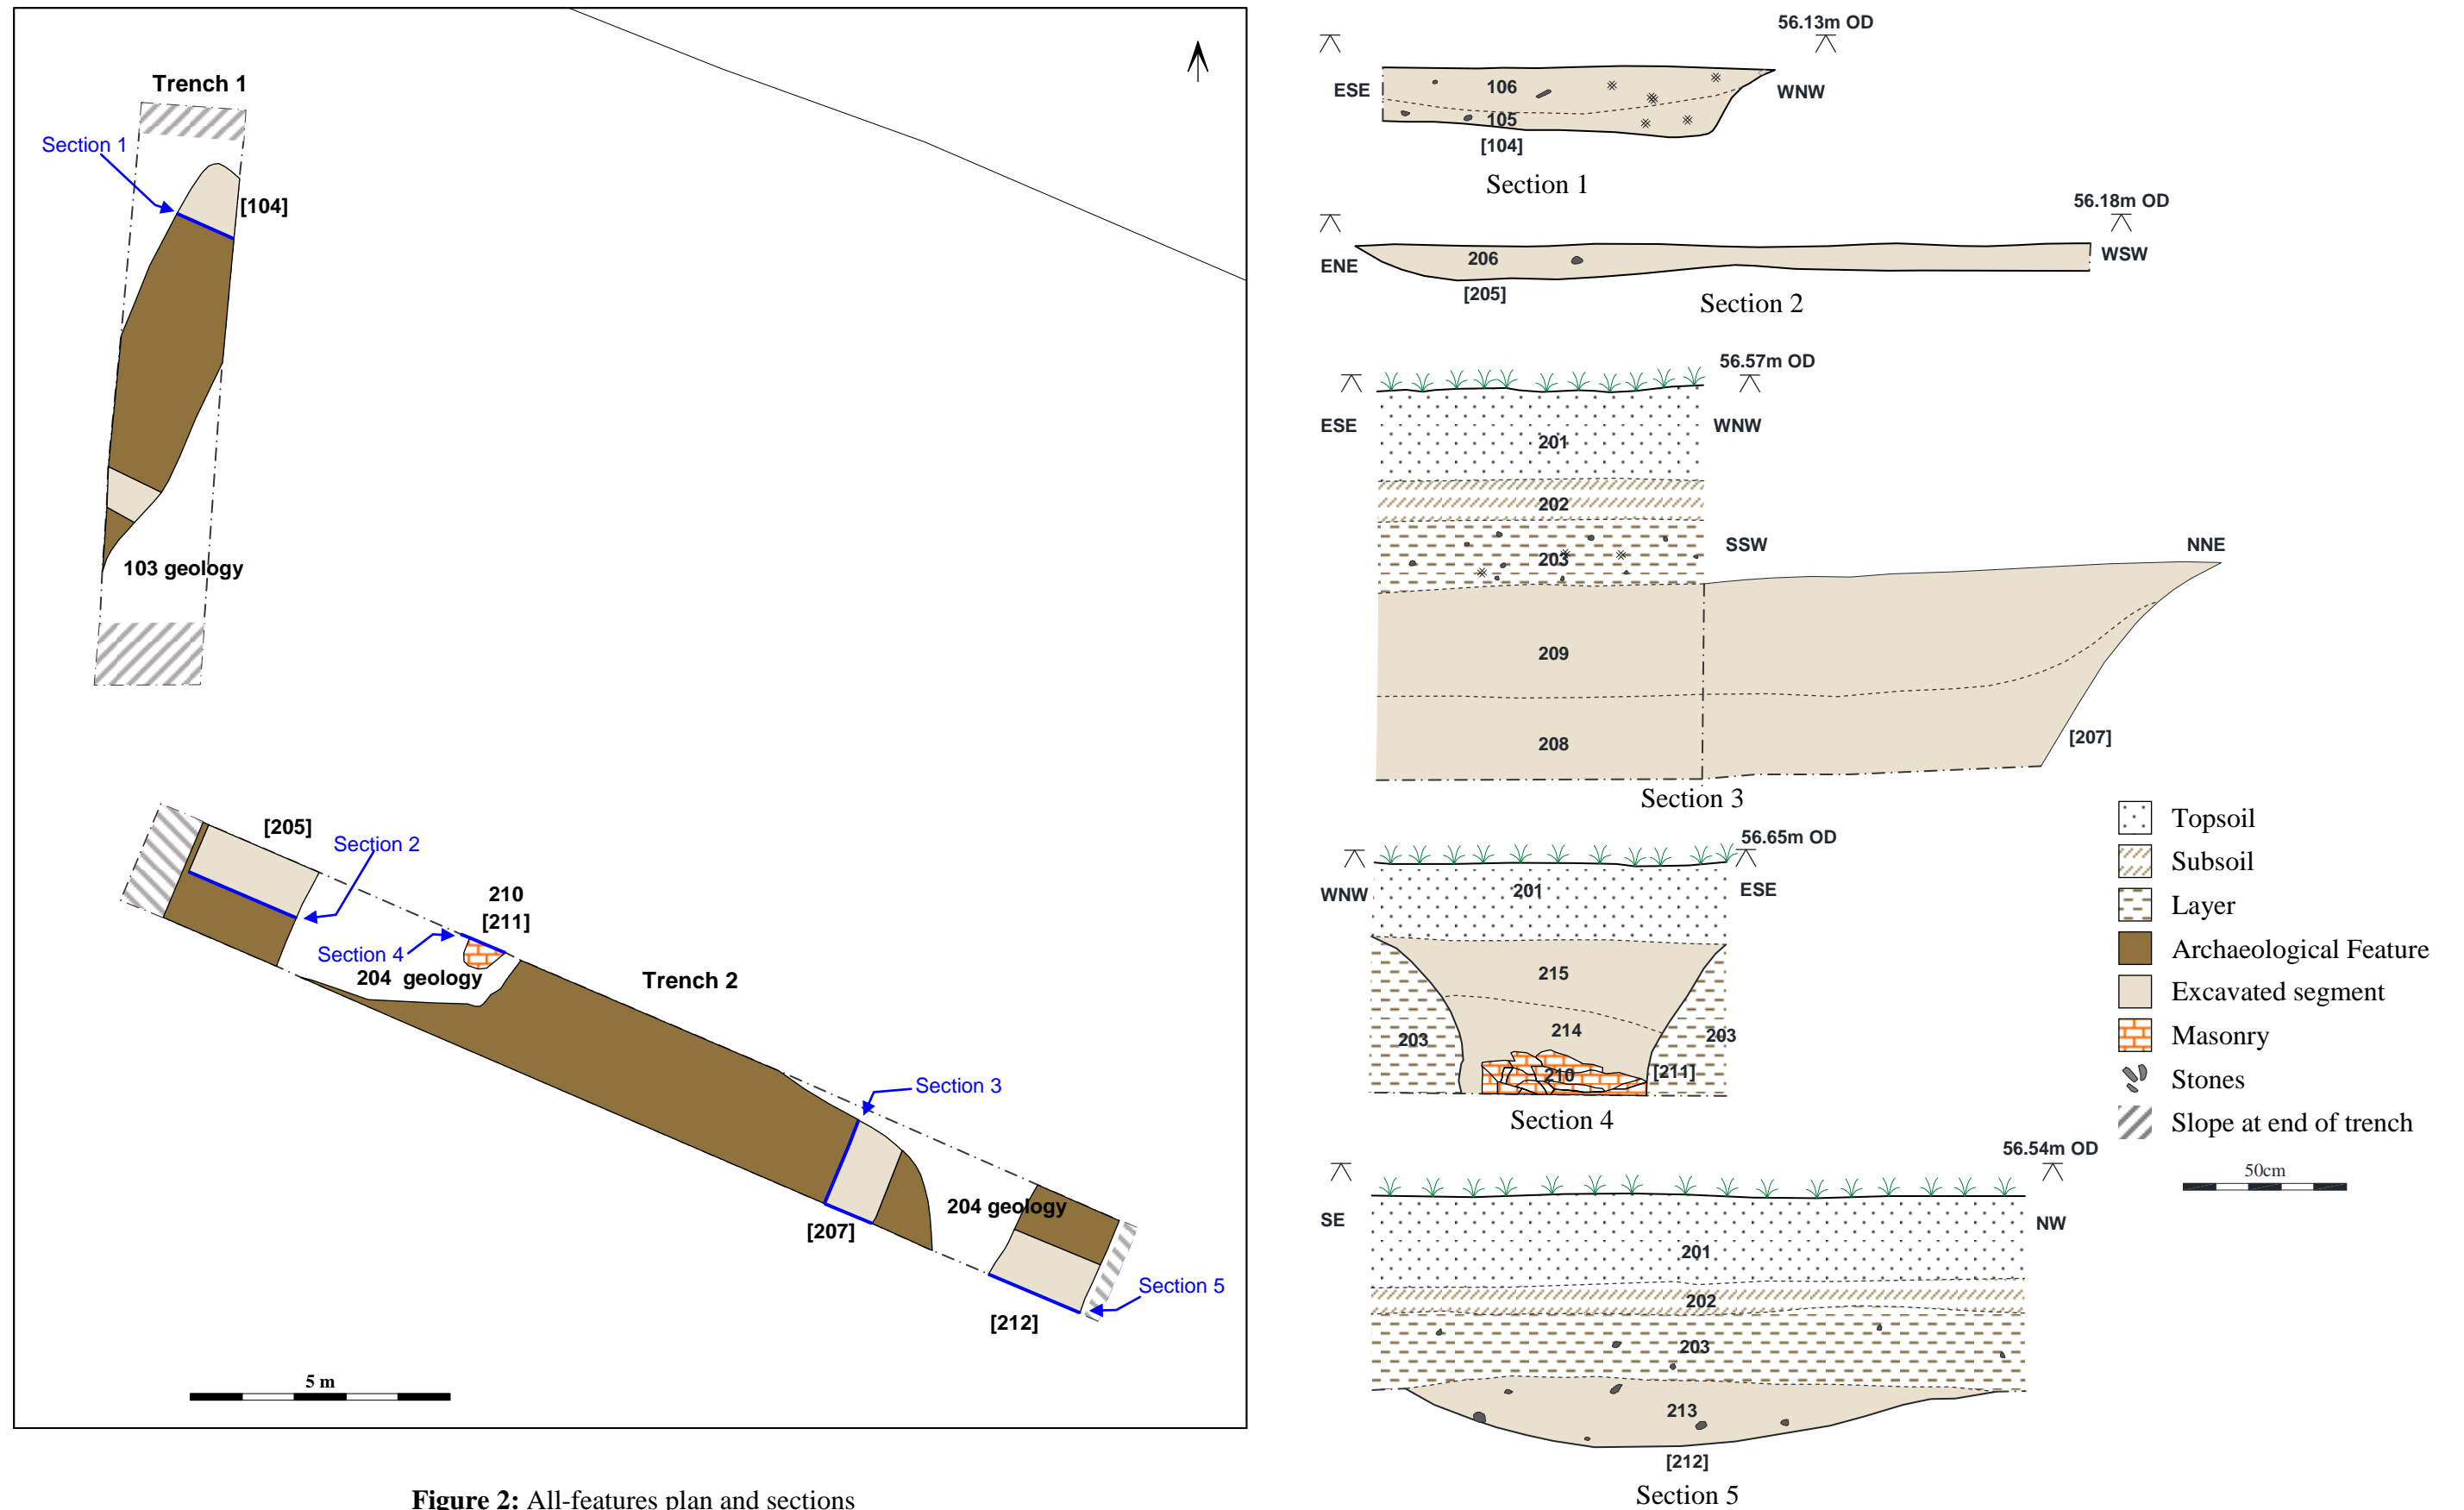 Trench 1
Section 1
[104]
103 geology
[205]
Section 2
210
[211]
Section 4
204 geology
Trench 2
Section 3
[207]
204 geology
Section 5
[212]
5 m
Figure 2: All-features plan and sections
56.13m OD
ESE
106
WNW
105
[104]
Section 1
56.18m OD
ENE
206
WSW
[205]
Section 2
56.57m OD
ESE
WNW
201
202
203
SSW
NNE
209
208
[207]
Section 3
56.65m OD
WNW
201
ESE
215
214
203
203
210
[211]
Section 4
56.54m OD
SE
NW
201
202
203
213
[212]
Section 5
Topsoil
Subsoil
Layer
Archaeological Feature
Excavated segment
Masonry
Stones
Slope at end of trench
50cm